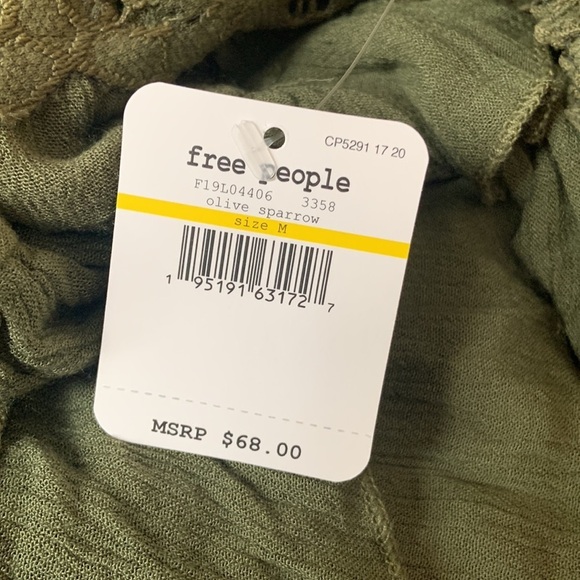 CP5291 17 20
free people
F19L04406 3358
olive sparrow
size M
1 95191 63172 7
MSRP $68.00